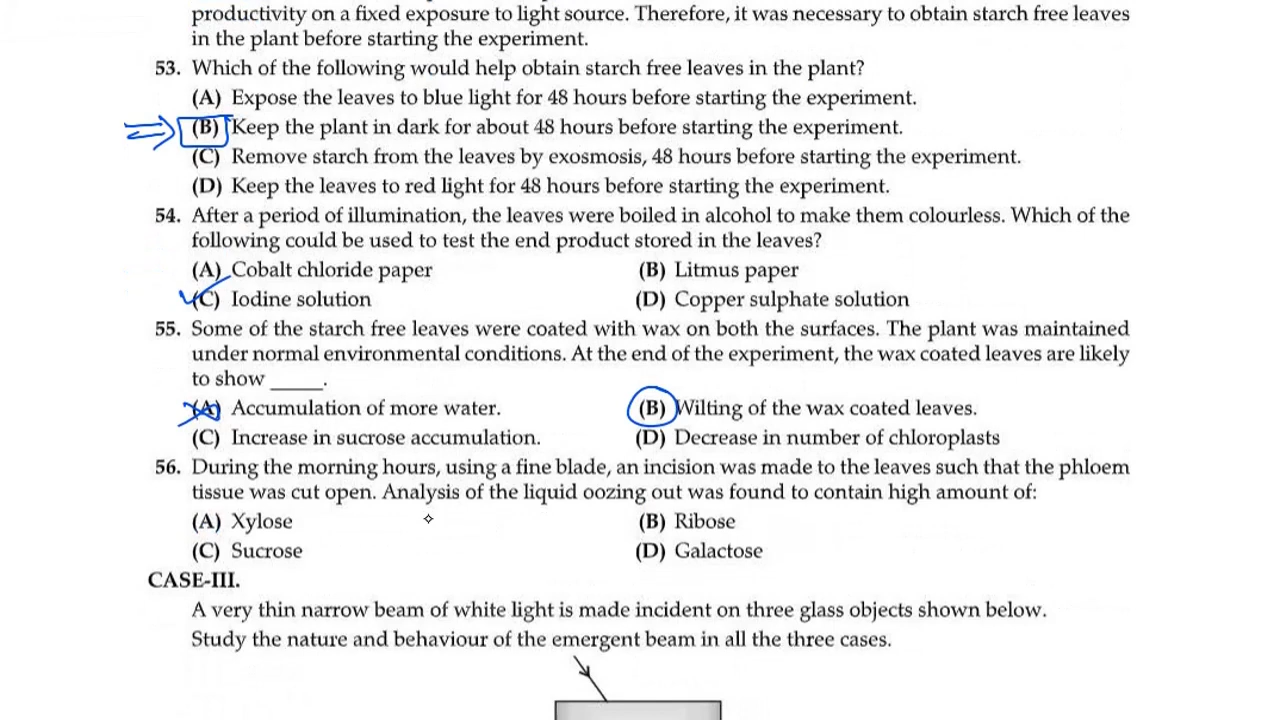 productivity on a fixed exposure to light source. Therefore, it was necessary to obtain starch free leaves
in the plant before starting the experiment.
53. Which of the following would help obtain starch free leaves in the plant?
(A) Expose the leaves to blue light for 48 hours before starting the experiment.
(B) Keep the plant in dark for about 48 hours before starting the experiment.
(C) Remove starch from the leaves by exosmosis, 48 hours before starting the experiment.
(D) Keep the leaves to red light for 48 hours before starting the experiment.
54. After a period of illumination, the leaves were boiled in alcohol to make them colourless. Which of the
following could be used to test the end product stored in the leaves?
(A) Cobalt chloride paper (B) Litmus paper
(C) Iodine solution (D) Copper sulphate solution
55. Some of the starch free leaves were coated with wax on both the surfaces. The plant was maintained
under normal environmental conditions. At the end of the experiment, the wax coated leaves are likely
to show _____.
(A) Accumulation of more water. (B) Wilting of the wax coated leaves.
(C) Increase in sucrose accumulation. (D) Decrease in number of chloroplasts
56. During the morning hours, using a fine blade, an incision was made to the leaves such that the phloem
tissue was cut open. Analysis of the liquid oozing out was found to contain high amount of:
(A) Xylose (B) Ribose
(C) Sucrose (D) Galactose
CASE-III.
A very thin narrow beam of white light is made incident on three glass objects shown below.
Study the nature and behaviour of the emergent beam in all the three cases.